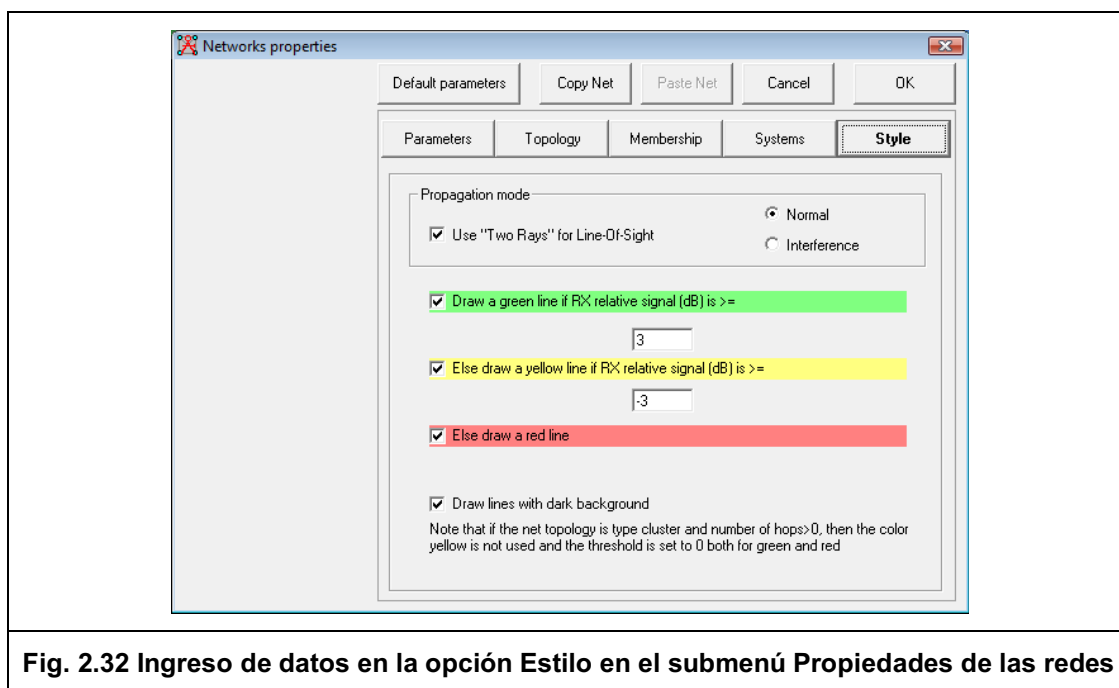 Networks properties
Default parameters Copy Net Paste Net Cancel OK
Parameters Topology Membership Systems Style
Propagation mode
Normal
Use "Two Rays" for Line-Of-Sight
Interference
Draw a green line if RX relative signal (dB) is >=
3
Else draw a yellow line if RX relative signal (dB) is >=
-3
Else draw a red line
Draw lines with dark background
Note that if the net topology is type cluster and number of hops>0, then the color
yellow is not used and the threshold is set to 0 both for green and red
Fig. 2.32 Ingreso de datos en la opción Estilo en el submenú Propiedades de las redes